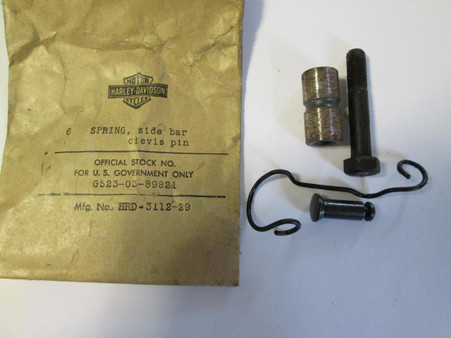 MOTOR
HARLEY-DAVIDSON
CYCLES
6 SPRING, side bar
clevis pin
OFFICIAL STOCK NO.
FOR U. S. GOVERNMENT ONLY
G523-03-89821
Mfg. No. HRD-3112-29